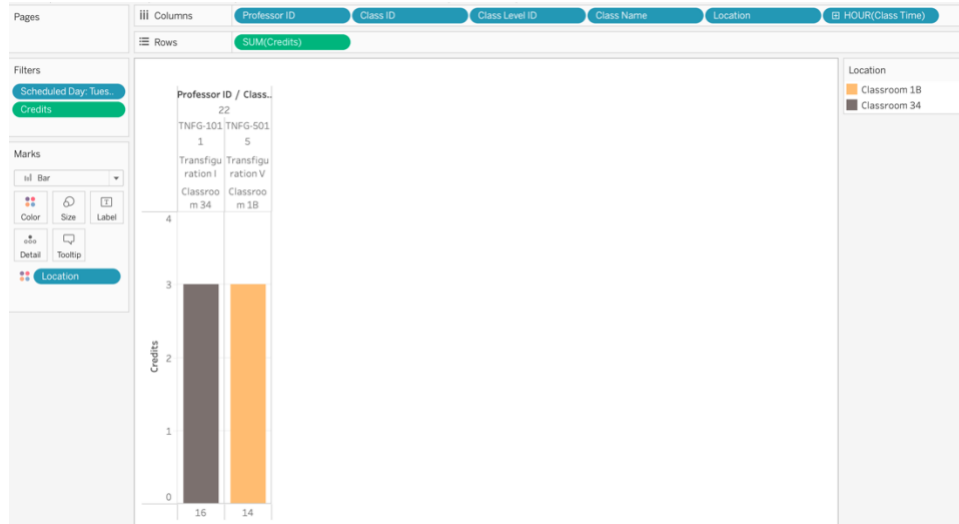 Pages
Columns
Professor ID
Class ID
Class Level ID
Class Name
Location
HOUR(Class Time)
Rows
SUM(Credits)
Filters
Scheduled Day: Tues..
Credits
Marks
Bar
Color
Size
Label
Detail
Tooltip
Location
Professor ID / Class..
22
TNFG-101 TNFG-501
1 5
Transfigu Transfigu
ration I ration V
Classroo Classroo
m 34 m 1B
4
3
2
1
0
Credits
16 14
Location
Classroom 1B
Classroom 34